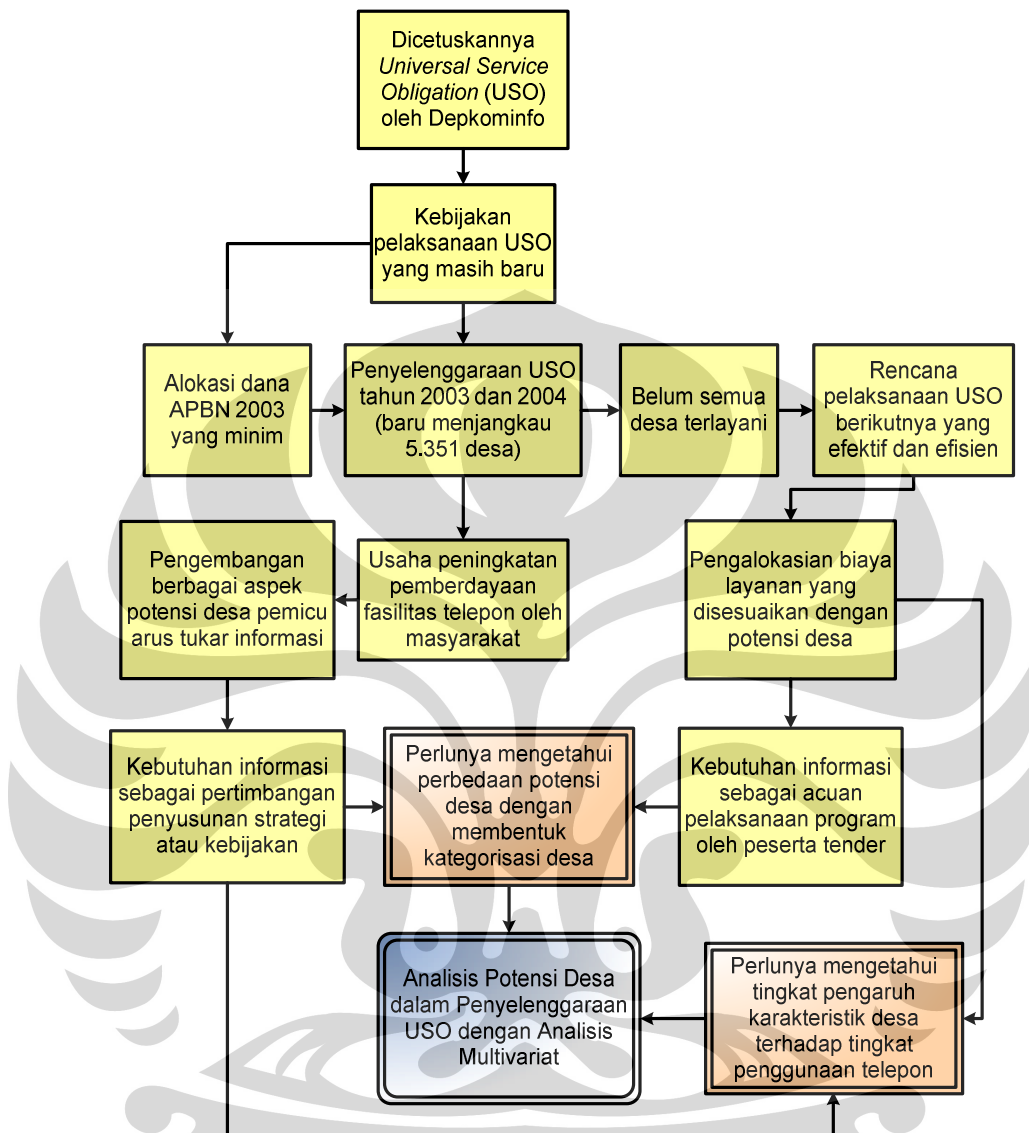 Dicetuskannya
Universal Service
Obligation (USO)
oleh Depkominfo
Kebijakan
pelaksanaan USO
yang masih baru
Alokasi dana
APBN 2003
yang minim
Penyelenggaraan USO
tahun 2003 dan 2004
(baru menjangkau
5.351 desa)
Belum semua
desa terlayani
Rencana
pelaksanaan USO
berikutnya yang
efektif dan efisien
Pengembangan
berbagai aspek
potensi desa pemicu
arus tukar informasi
Usaha peningkatan
pemberdayaan
fasilitas telepon oleh
masyarakat
Pengalokasian biaya
layanan yang
disesuaikan dengan
potensi desa
Kebutuhan informasi
sebagai pertimbangan
penyusunan strategi
atau kebijakan
Perlunya mengetahui
perbedaan potensi
desa dengan
membentuk
kategorisasi desa
Kebutuhan informasi
sebagai acuan
pelaksanaan program
oleh peserta tender
Analisis Potensi Desa
dalam Penyelenggaraan
USO dengan Analisis
Multivariat
Perlunya mengetahui
tingkat pengaruh
karakteristik desa
terhadap tingkat
penggunaan telepon